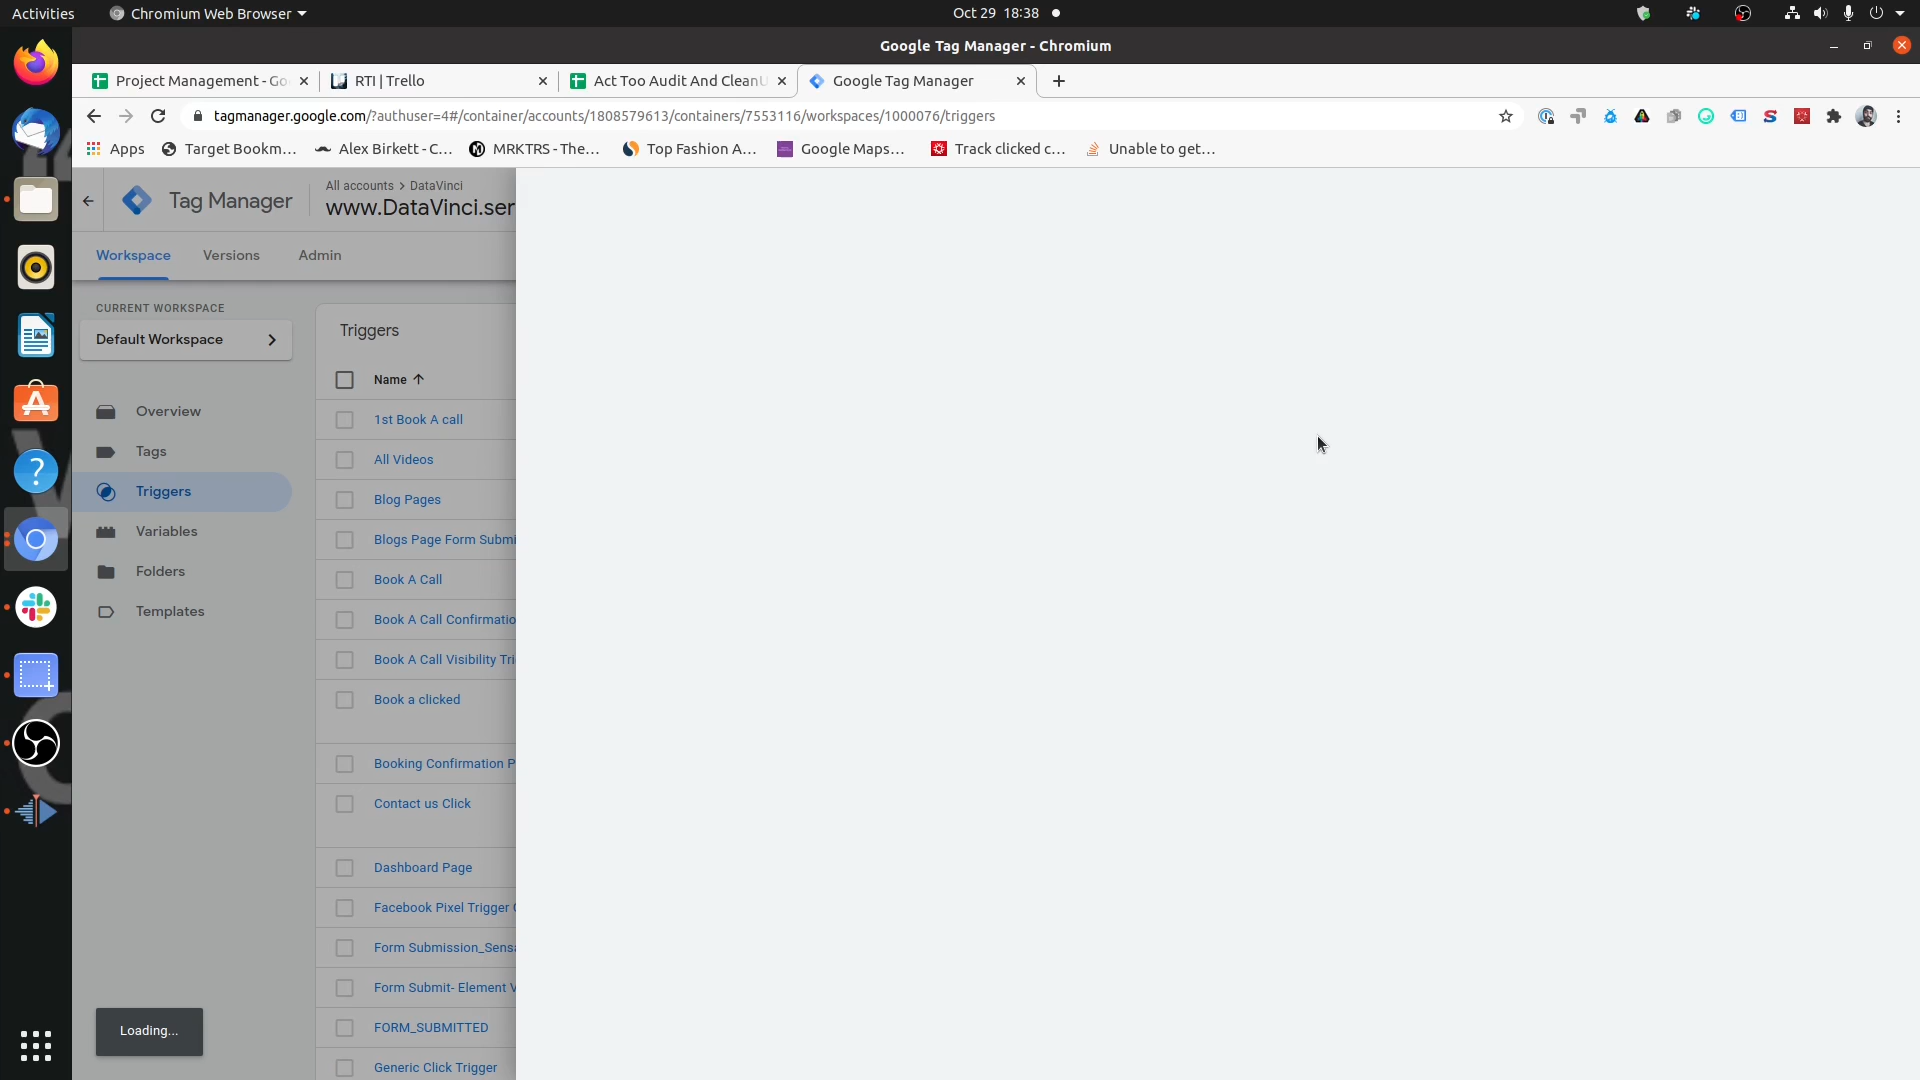 Activities
Chromium Web Browser
Oct 29 18:38
Google Tag Manager - Chromium
Project Management - Go
RTI | Trello
Act Too Audit And CleanU
Google Tag Manager
tagmanager.google.com/?authuser=4#/container/accounts/1808579613/containers/7553116/workspaces/1000076/triggers
Apps
Target Bookm...
Alex Birkett - C...
MRKTRS - The...
Top Fashion A...
Google Maps...
Track clicked c...
Unable to get...
Tag Manager
All accounts > DataVinci
www.DataVinci.ser
Workspace
Versions
Admin
CURRENT WORKSPACE
Default Workspace
Overview
Tags
Triggers
Variables
Folders
Templates
Triggers
Name
1st Book A call
All Videos
Blog Pages
Blogs Page Form Submi
Book A Call
Book A Call Confirmatio
Book A Call Visibility Tri
Book a clicked
Booking Confirmation P
Contact us Click
Dashboard Page
Facebook Pixel Trigger
Form Submission_Sens
Form Submit- Element V
FORM_SUBMITTED
Generic Click Trigger
Loading...